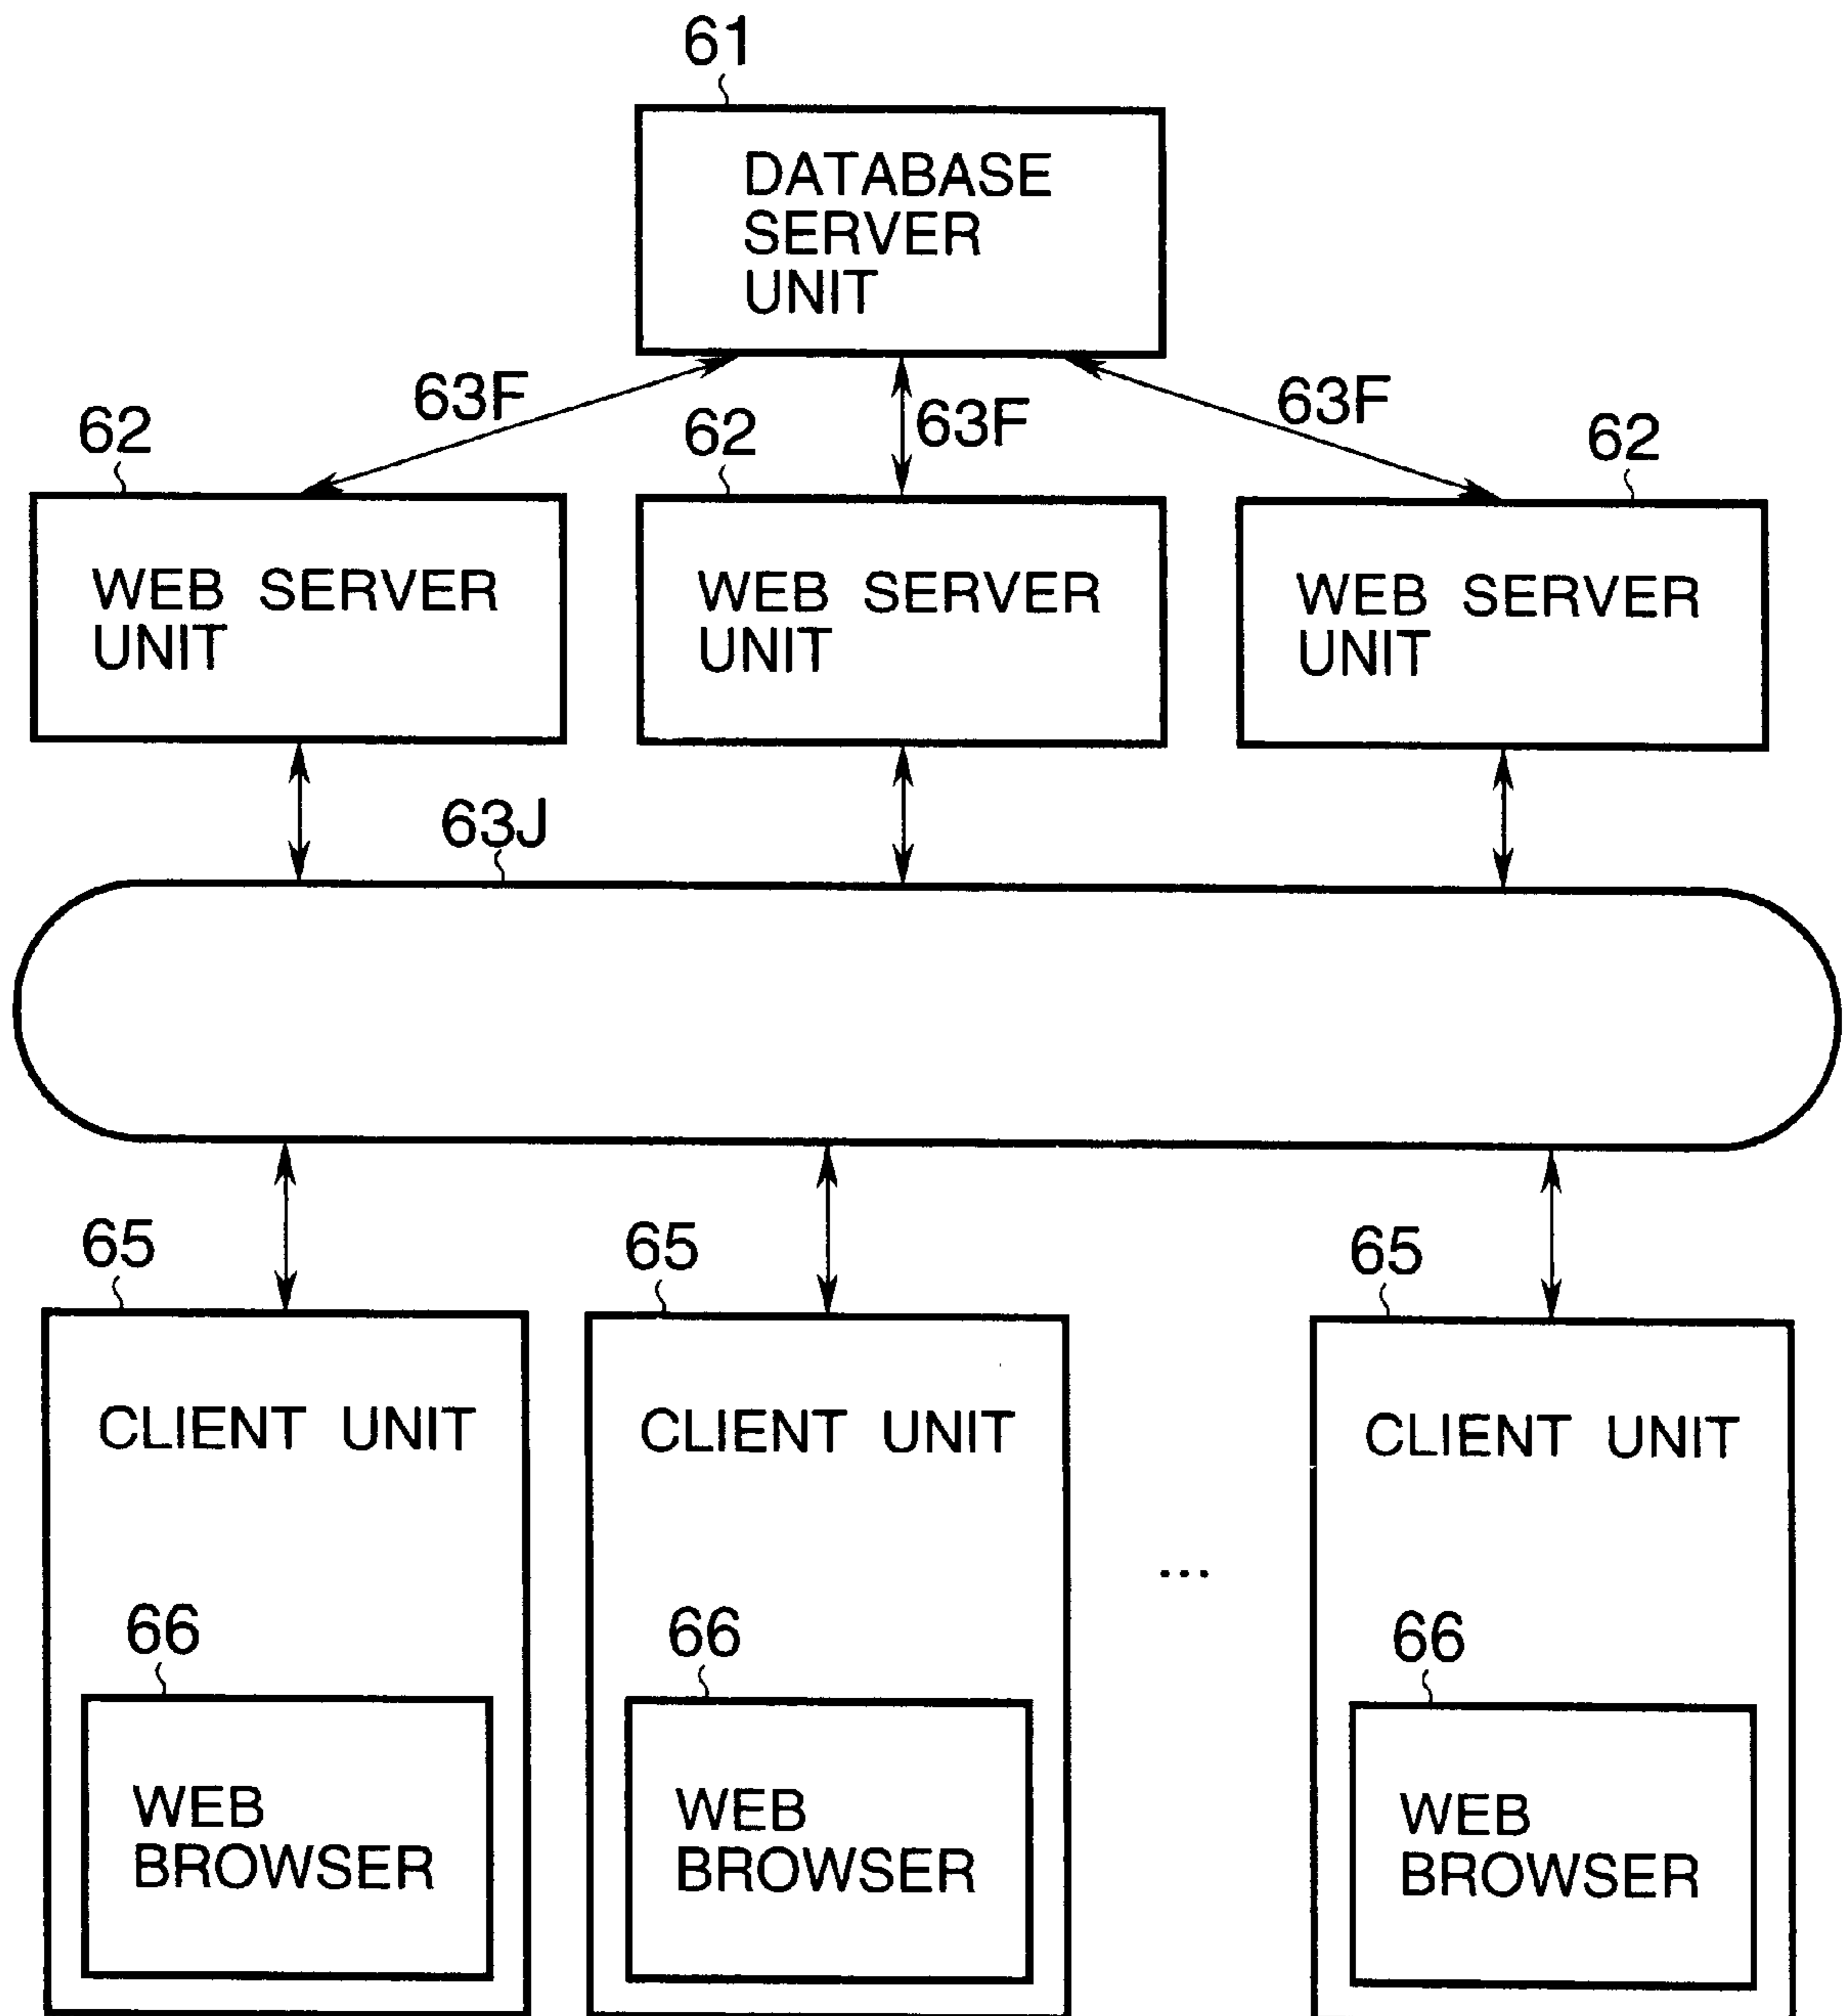 61
DATABASE
SERVER
UNIT
63F
63F
63F
62
62
62
WEB SERVER
UNIT
WEB SERVER
UNIT
WEB SERVER
UNIT
63J
65
65
65
CLIENT UNIT
CLIENT UNIT
CLIENT UNIT
...
66
66
66
WEB
BROWSER
WEB
BROWSER
WEB
BROWSER